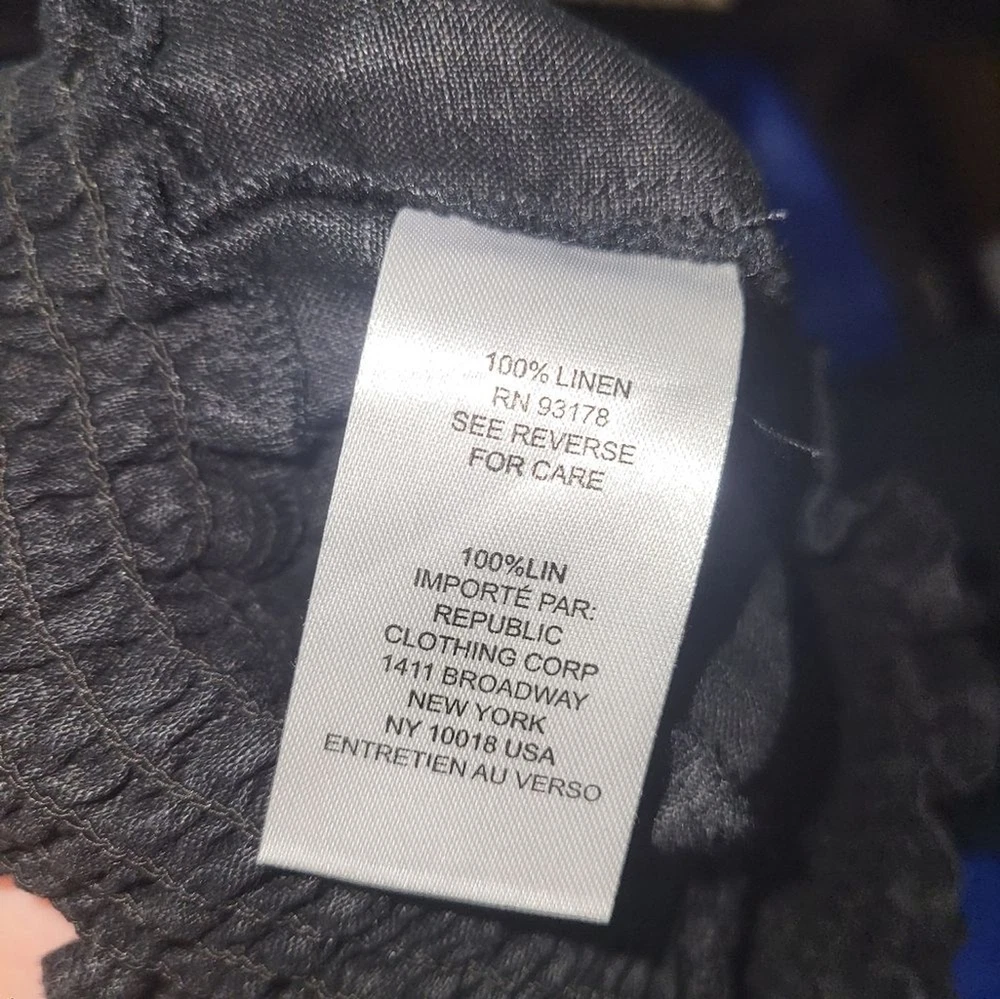 100% LINEN
RN 93178
SEE REVERSE
FOR CARE
100%LIN
IMPORTÉ PAR:
REPUBLIC
CLOTHING CORP
1411 BROADWAY
NEW YORK
NY 10018 USA
ENTRETIEN AU VERSO